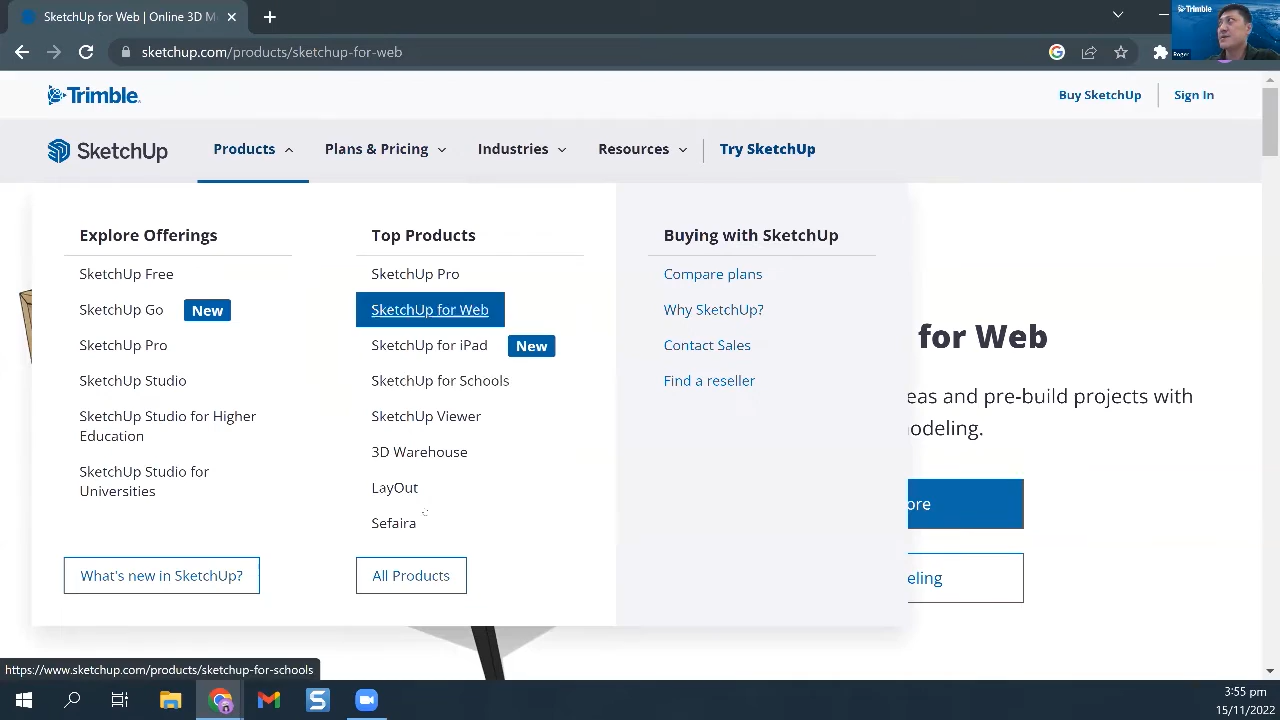 SketchUp for Web | Online 3D M
Trimble
Roger
sketchup.com/products/sketchup-for-web
Trimble
Buy SketchUp
Sign In
SketchUp
Products
Plans & Pricing
Industries
Resources
Try SketchUp
Explore Offerings
SketchUp Free
SketchUp Go
New
SketchUp Pro
SketchUp Studio
SketchUp Studio for Higher
Education
SketchUp Studio for
Universities
What's new in SketchUp?
Top Products
SketchUp Pro
SketchUp for Web
SketchUp for iPad
New
SketchUp for Schools
SketchUp Viewer
3D Warehouse
LayOut
Sefaira
All Products
Buying with SketchUp
Compare plans
Why SketchUp?
Contact Sales
Find a reseller
for Web
eas and pre-build projects with
odeling.
ore
eling
https://www.sketchup.com/products/sketchup-for-schools
3:55 pm
15/11/2022